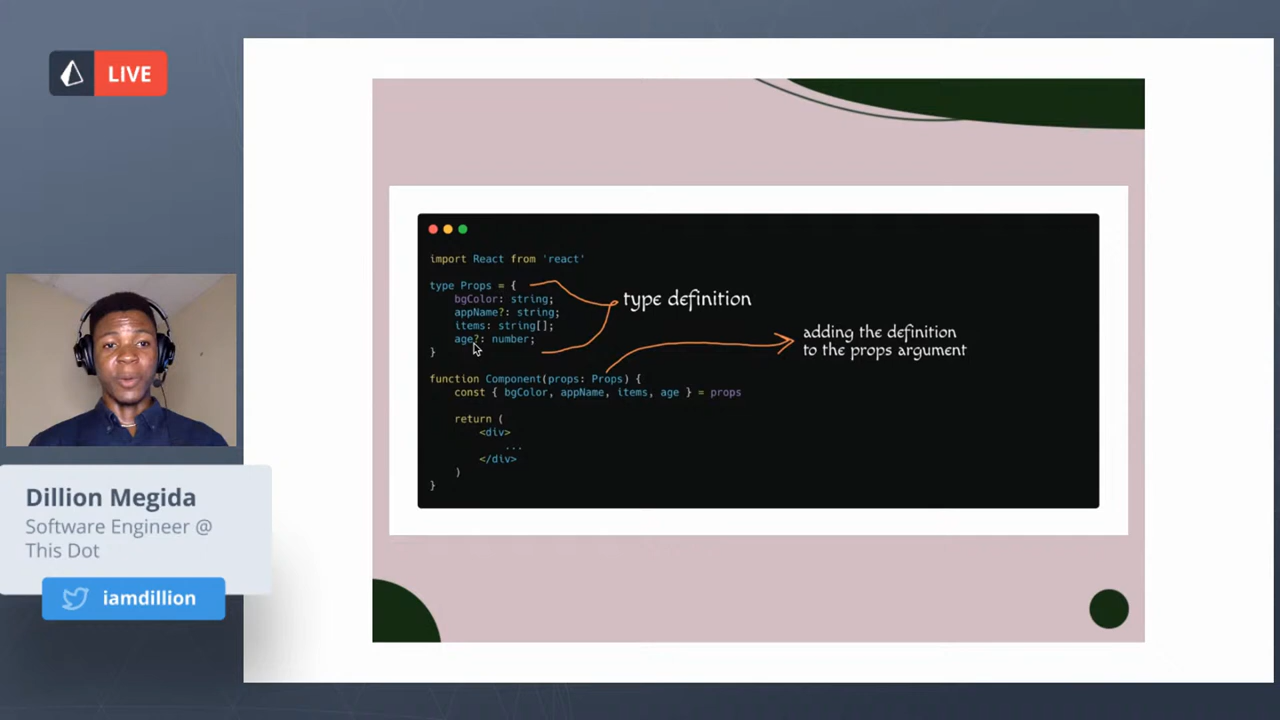 LIVE
import React from 'react'
type Props = {
bgColor: string;
appName?: string;
items: string[];
age?: number;
}
type definition
adding the definition
to the props argument
function Component(props: Props) {
const { bgColor, appName, items, age } = props
return (
<div>
...
</div>
)
}
Dillion Megida
Software Engineer @
This Dot
iamdillion